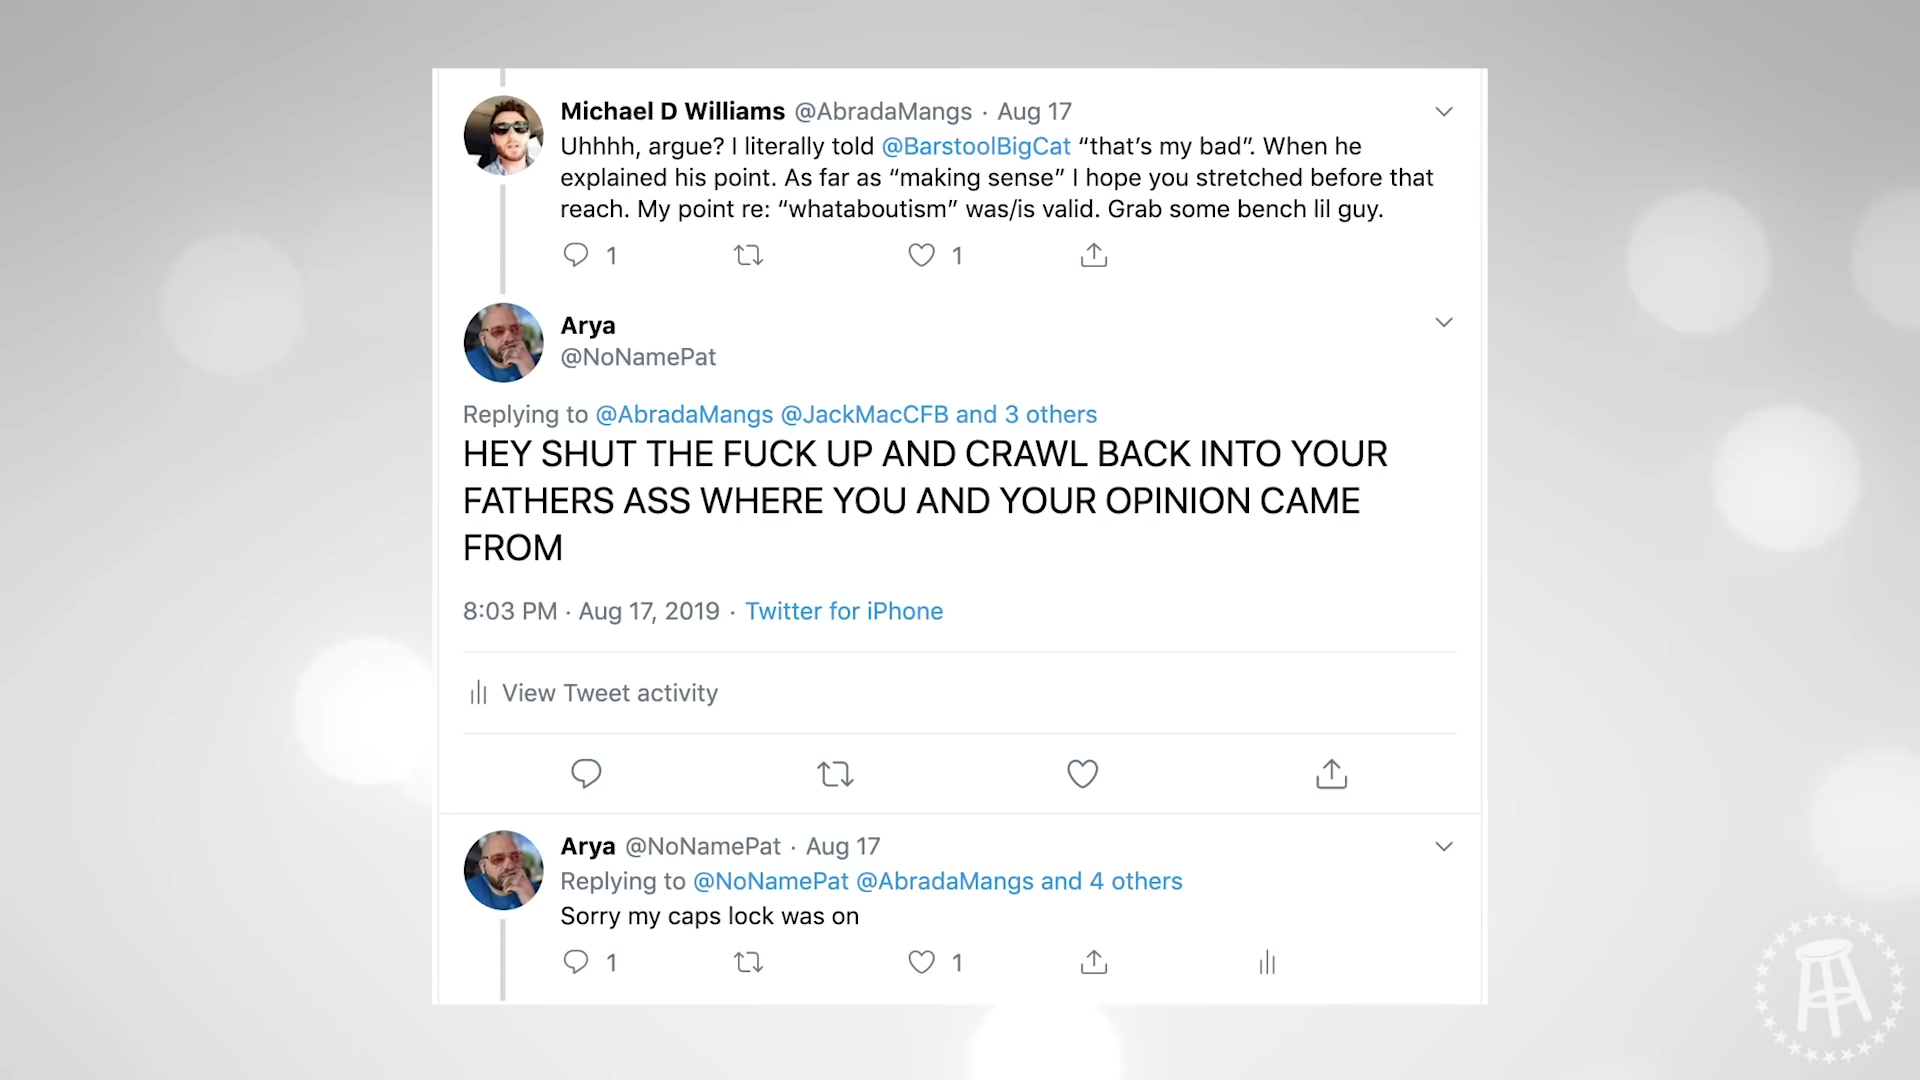 Michael D Williams @AbradaMangs · Aug 17
Uhhhh, argue? I literally told @BarstoolBigCat “that’s my bad”. When he
explained his point. As far as “making sense” I hope you stretched before that
reach. My point re: “whataboutism” was/is valid. Grab some bench lil guy.
1 1
Arya
@NoNamePat
Replying to @AbradaMangs @JackMacCFB and 3 others
HEY SHUT THE FUCK UP AND CRAWL BACK INTO YOUR
FATHERS ASS WHERE YOU AND YOUR OPINION CAME
FROM
8:03 PM · Aug 17, 2019 · Twitter for iPhone
View Tweet activity
Arya @NoNamePat · Aug 17
Replying to @NoNamePat @AbradaMangs and 4 others
Sorry my caps lock was on
1 1